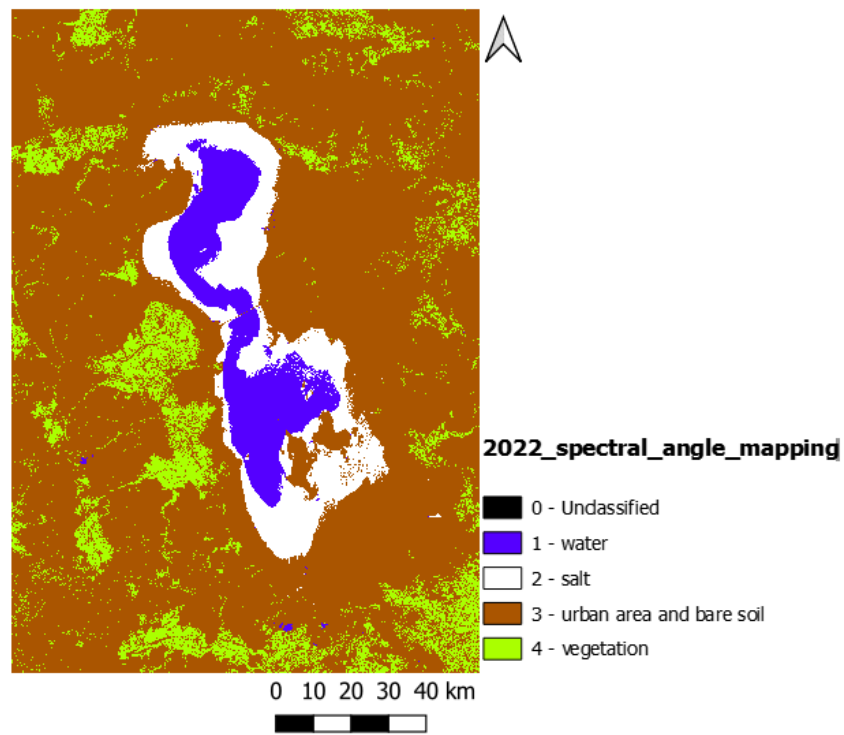 2022_spectral_angle_mapping
0 - Unclassified
1 - water
2 - salt
3 - urban area and bare soil
4 - vegetation
0 10 20 30 40 km